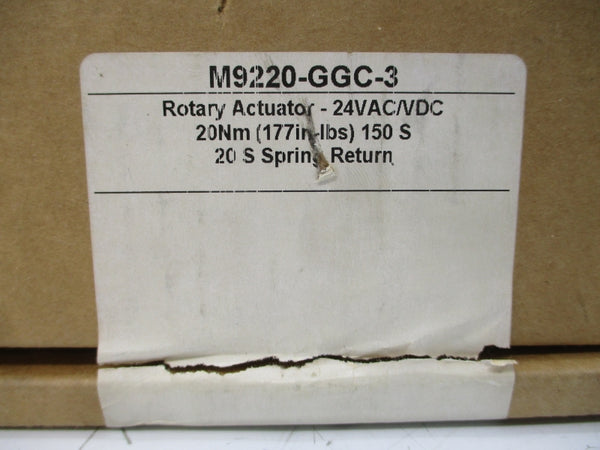 M9220-GGC-3
Rotary Actuator - 24VAC/VDC
20Nm (177in-lbs) 150 S
20 S Spring Return